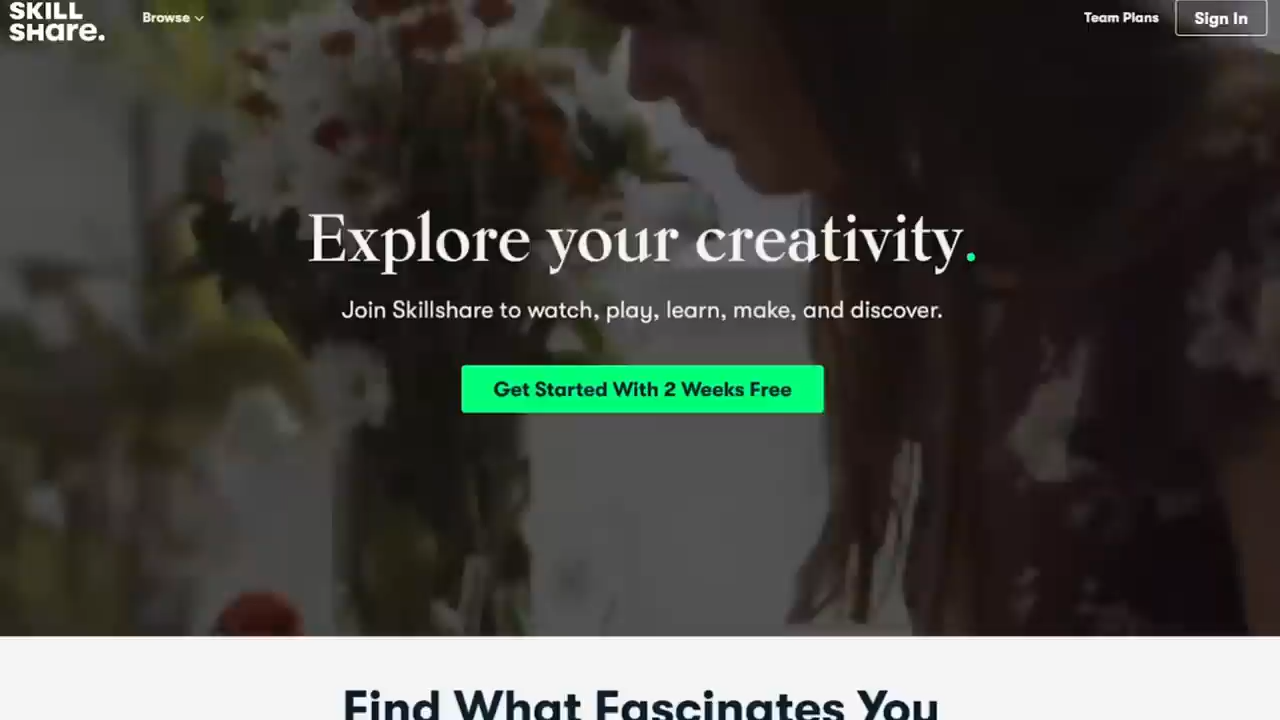 SKILL
SHare.
Browse
Team Plans
Sign In
Explore your creativity.
Join Skillshare to watch, play, learn, make, and discover.
Get Started With 2 Weeks Free
Find What Fascinates You